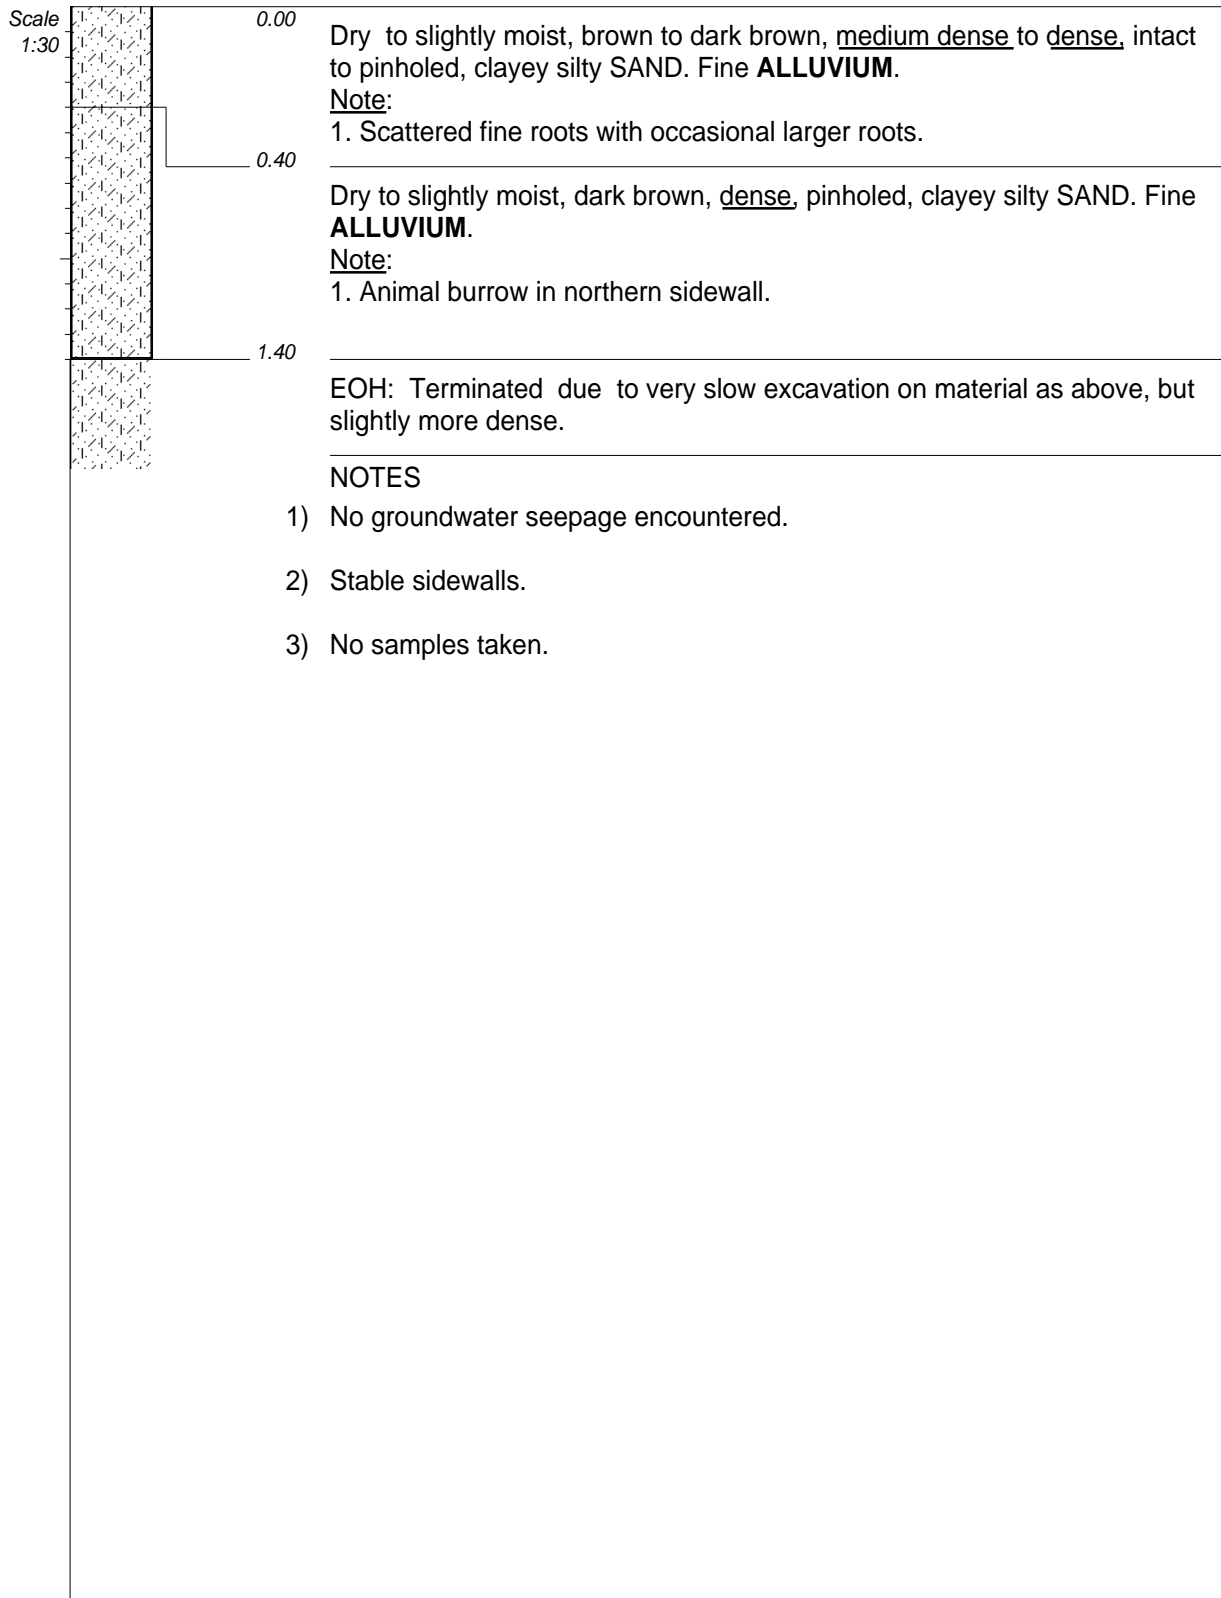 Scale
1:30
0.00
Dry to slightly moist, brown to dark brown, medium dense to dense, intact
to pinholed, clayey silty SAND. Fine ALLUVIUM.
Note:
1. Scattered fine roots with occasional larger roots.
0.40
Dry to slightly moist, dark brown, dense, pinholed, clayey silty SAND. Fine
ALLUVIUM.
Note:
1. Animal burrow in northern sidewall.
1.40
EOH: Terminated due to very slow excavation on material as above, but
slightly more dense.
NOTES
1) No groundwater seepage encountered.
2) Stable sidewalls.
3) No samples taken.